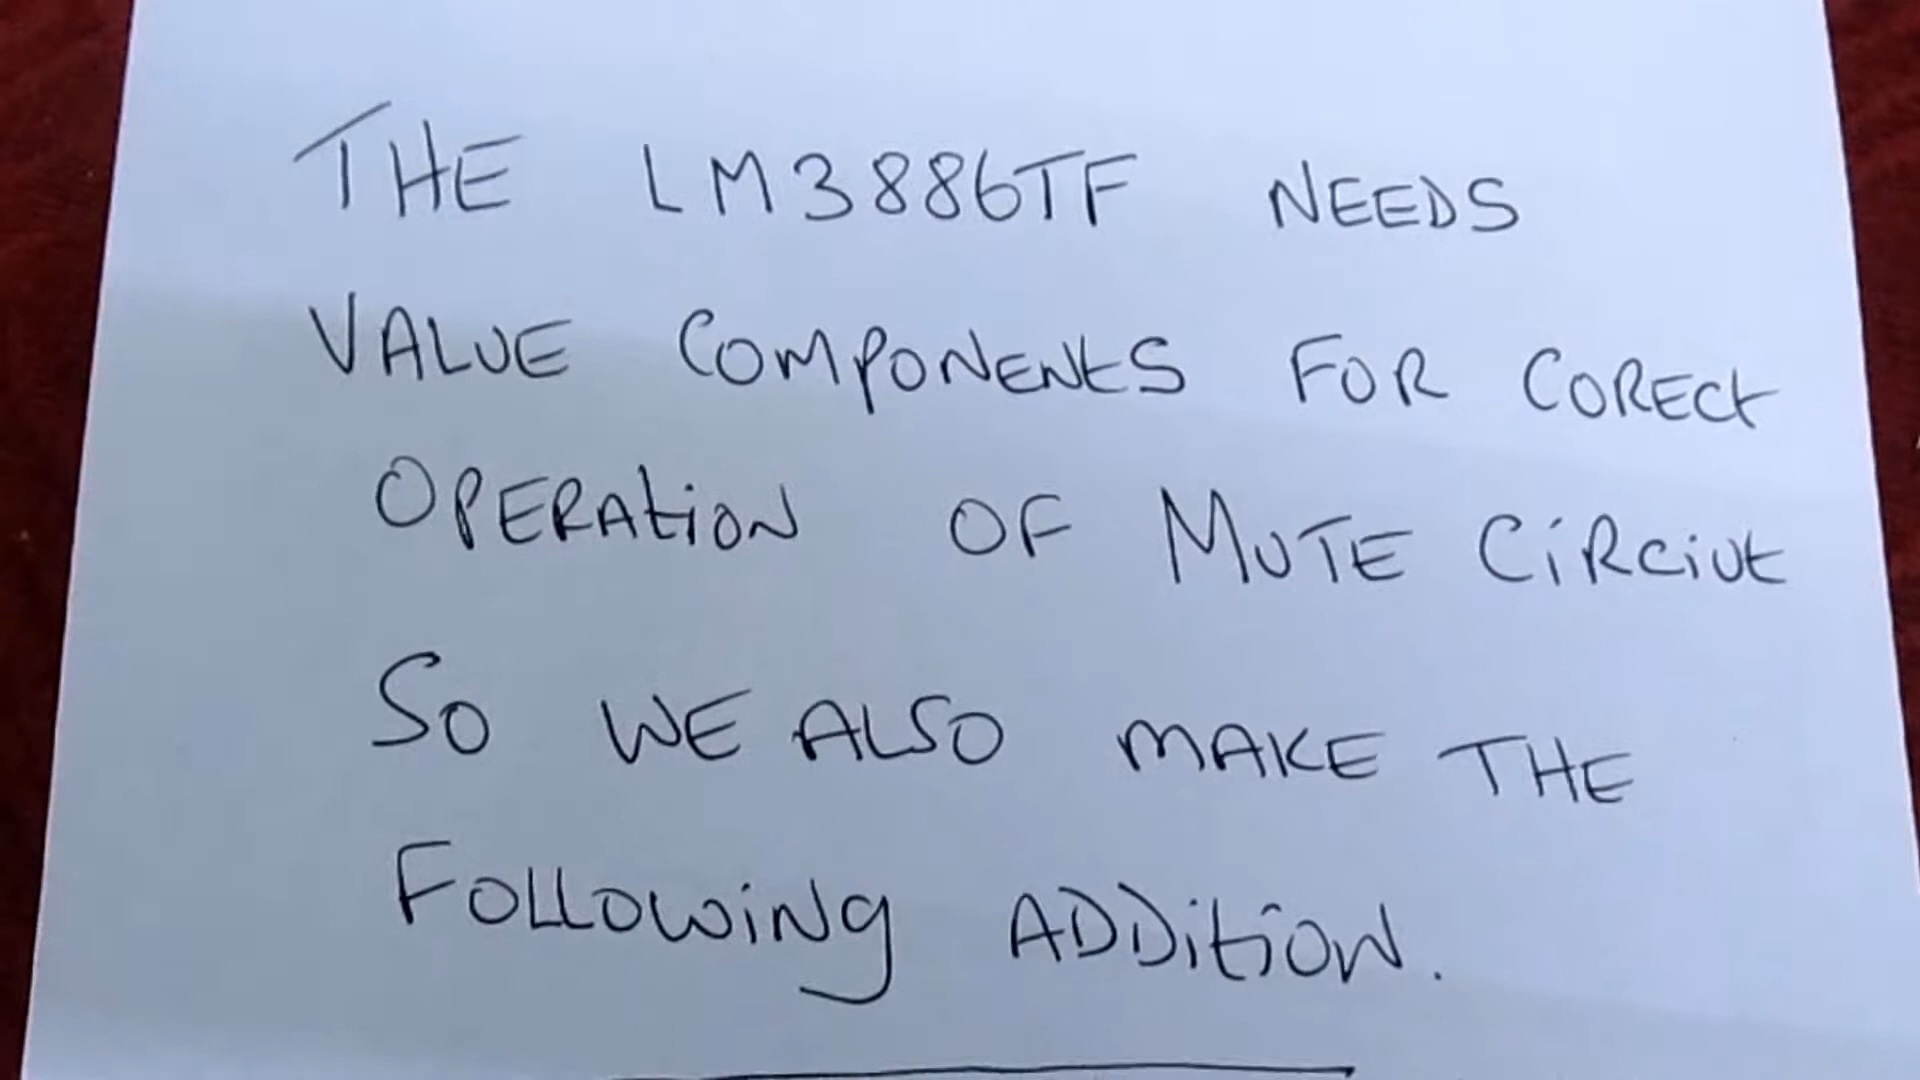 THE LM3886TF NEEDS
VALUE COMPONENTS FOR CORECT
OPERATION OF MUTE CIRCIUT
SO WE ALSO MAKE THE
FOLLOWING ADDITION.